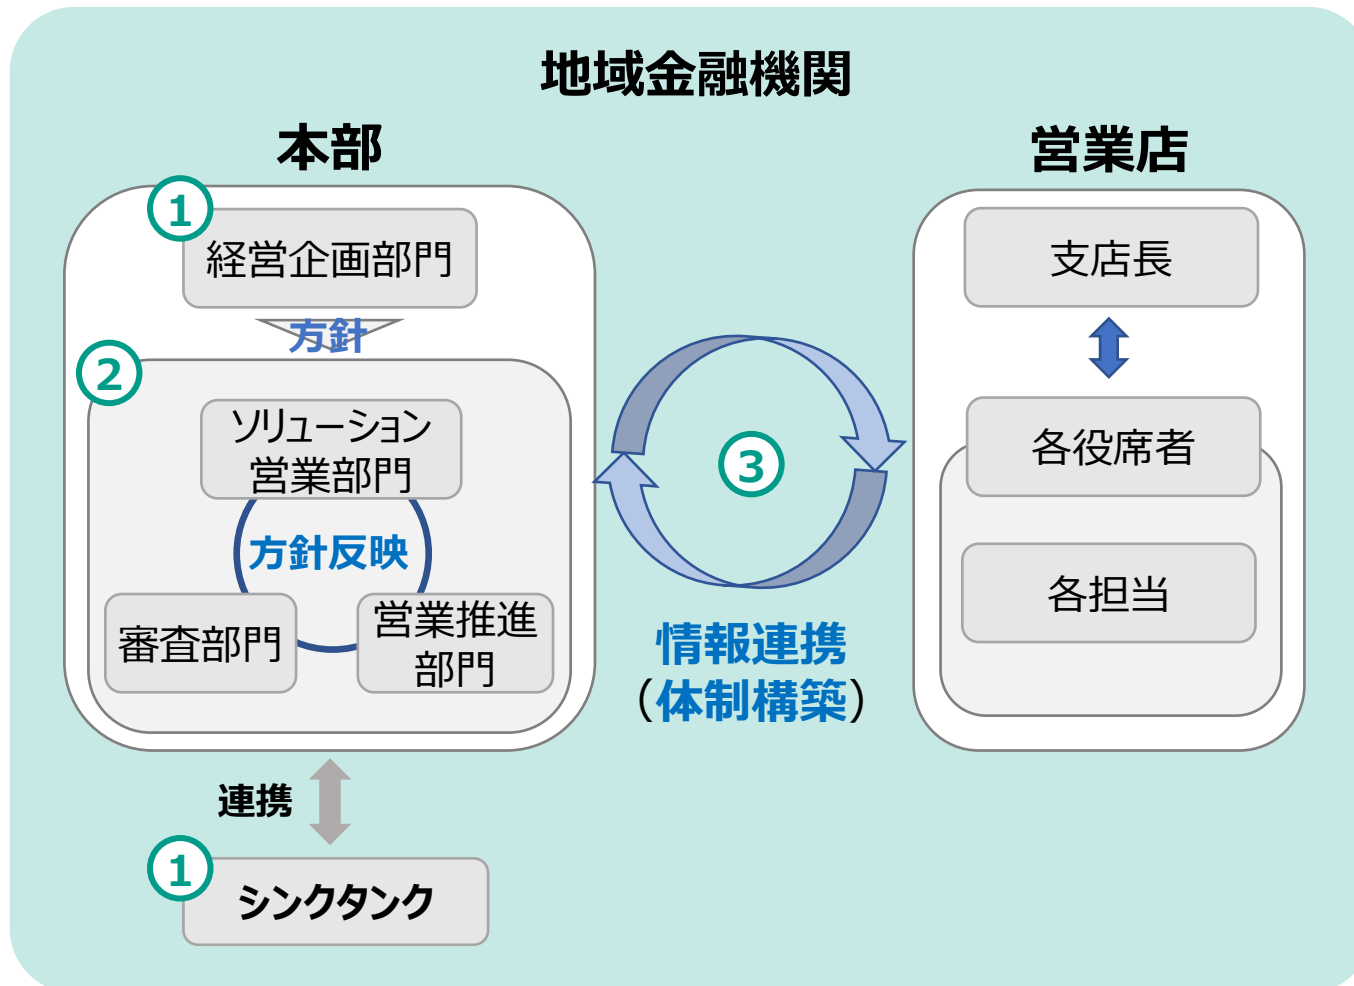 地域金融機関
本部
①
経営企画部門
方針
②
ソリューション
営業部門
方針反映
審査部門
営業推進
部門
連携
①
シンクタンク
③
情報連携
（体制構築）
営業店
支店長
各役席者
各担当